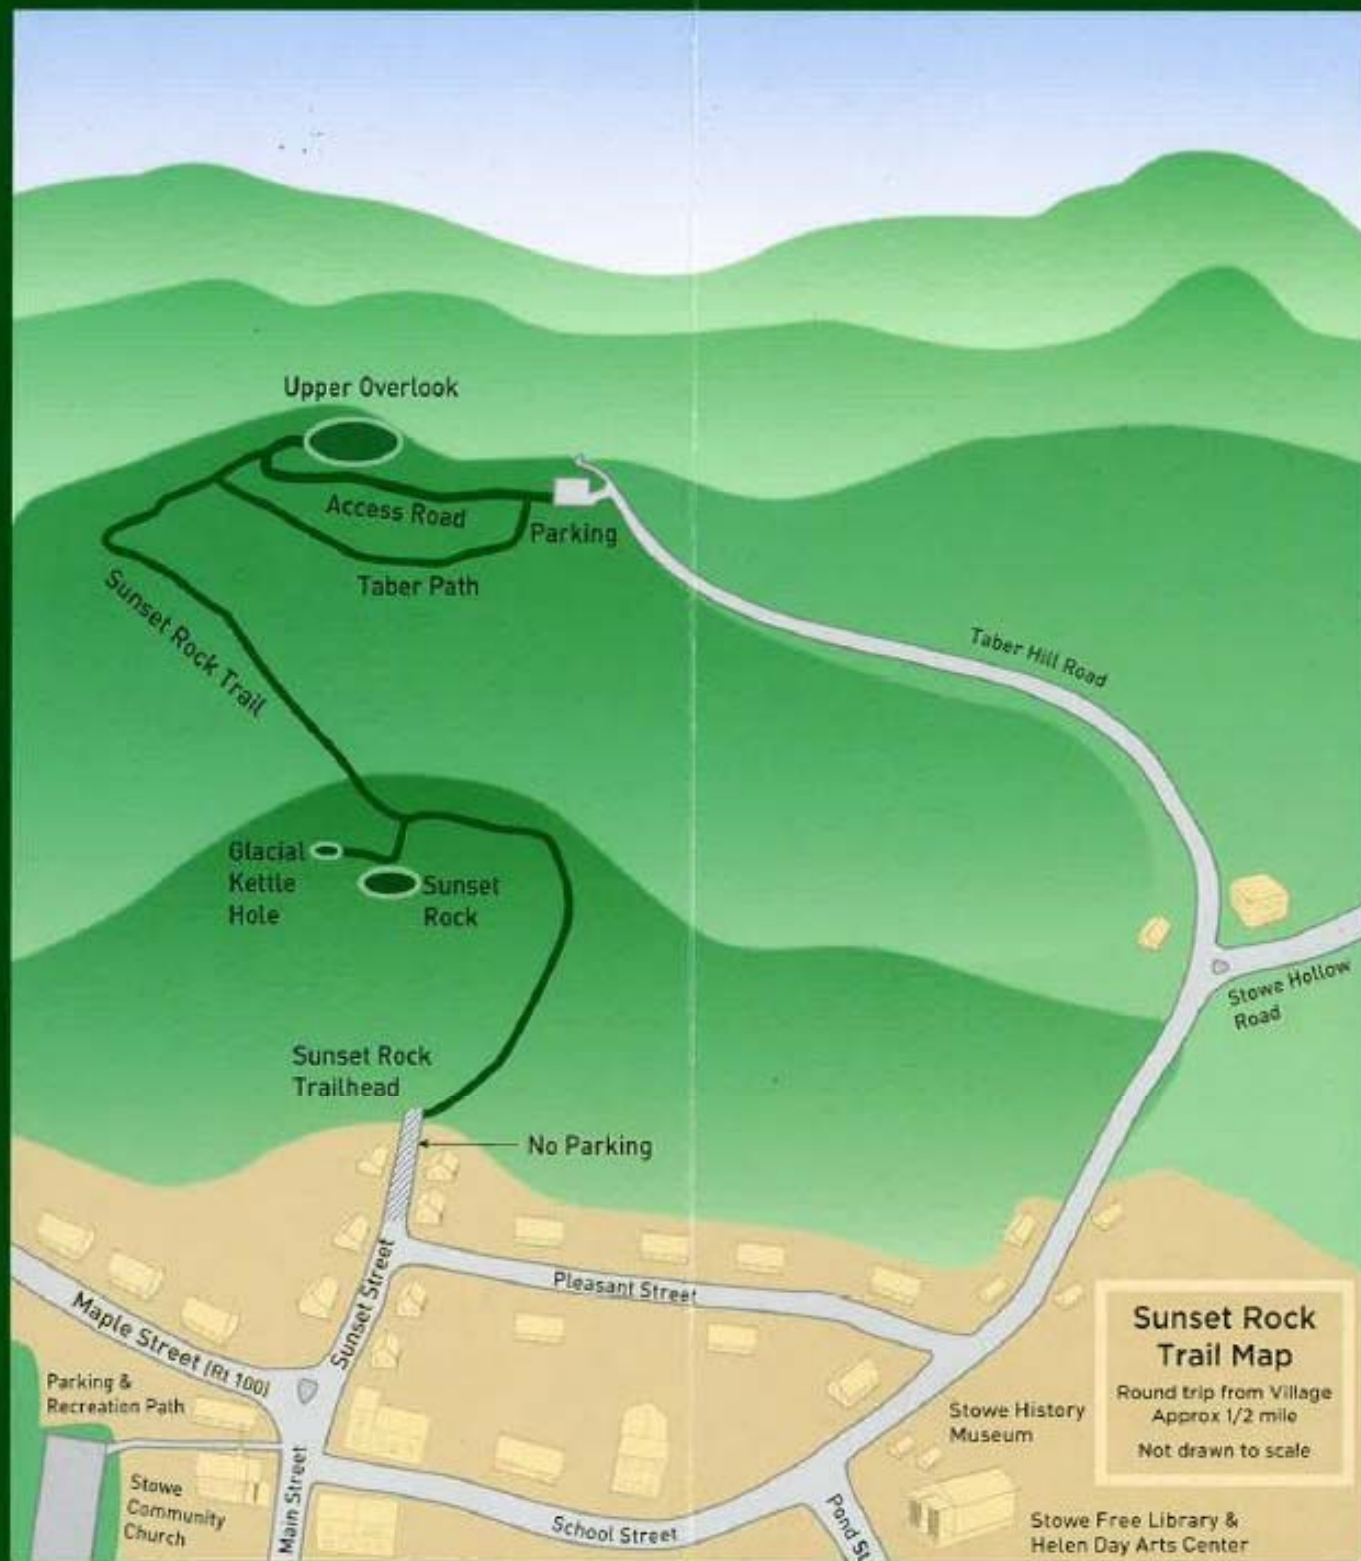 Upper Overlook
Access Road
Parking
Taber Path
Sunset Rock Trail
Taber Hill Road
Glacial
Kettle
Hole
Sunset
Rock
Stowe Hollow
Road
Sunset Rock
Trailhead
No Parking
Pleasant Street
Sunset Street
Maple Street (Rt 100)
Parking &
Recreation Path
Stowe
Community
Church
Main Street
School Street
Pond St
Stowe History
Museum
Stowe Free Library &
Helen Day Arts Center
Sunset Rock
Trail Map
Round trip from Village
Approx 1/2 mile
Not drawn to scale